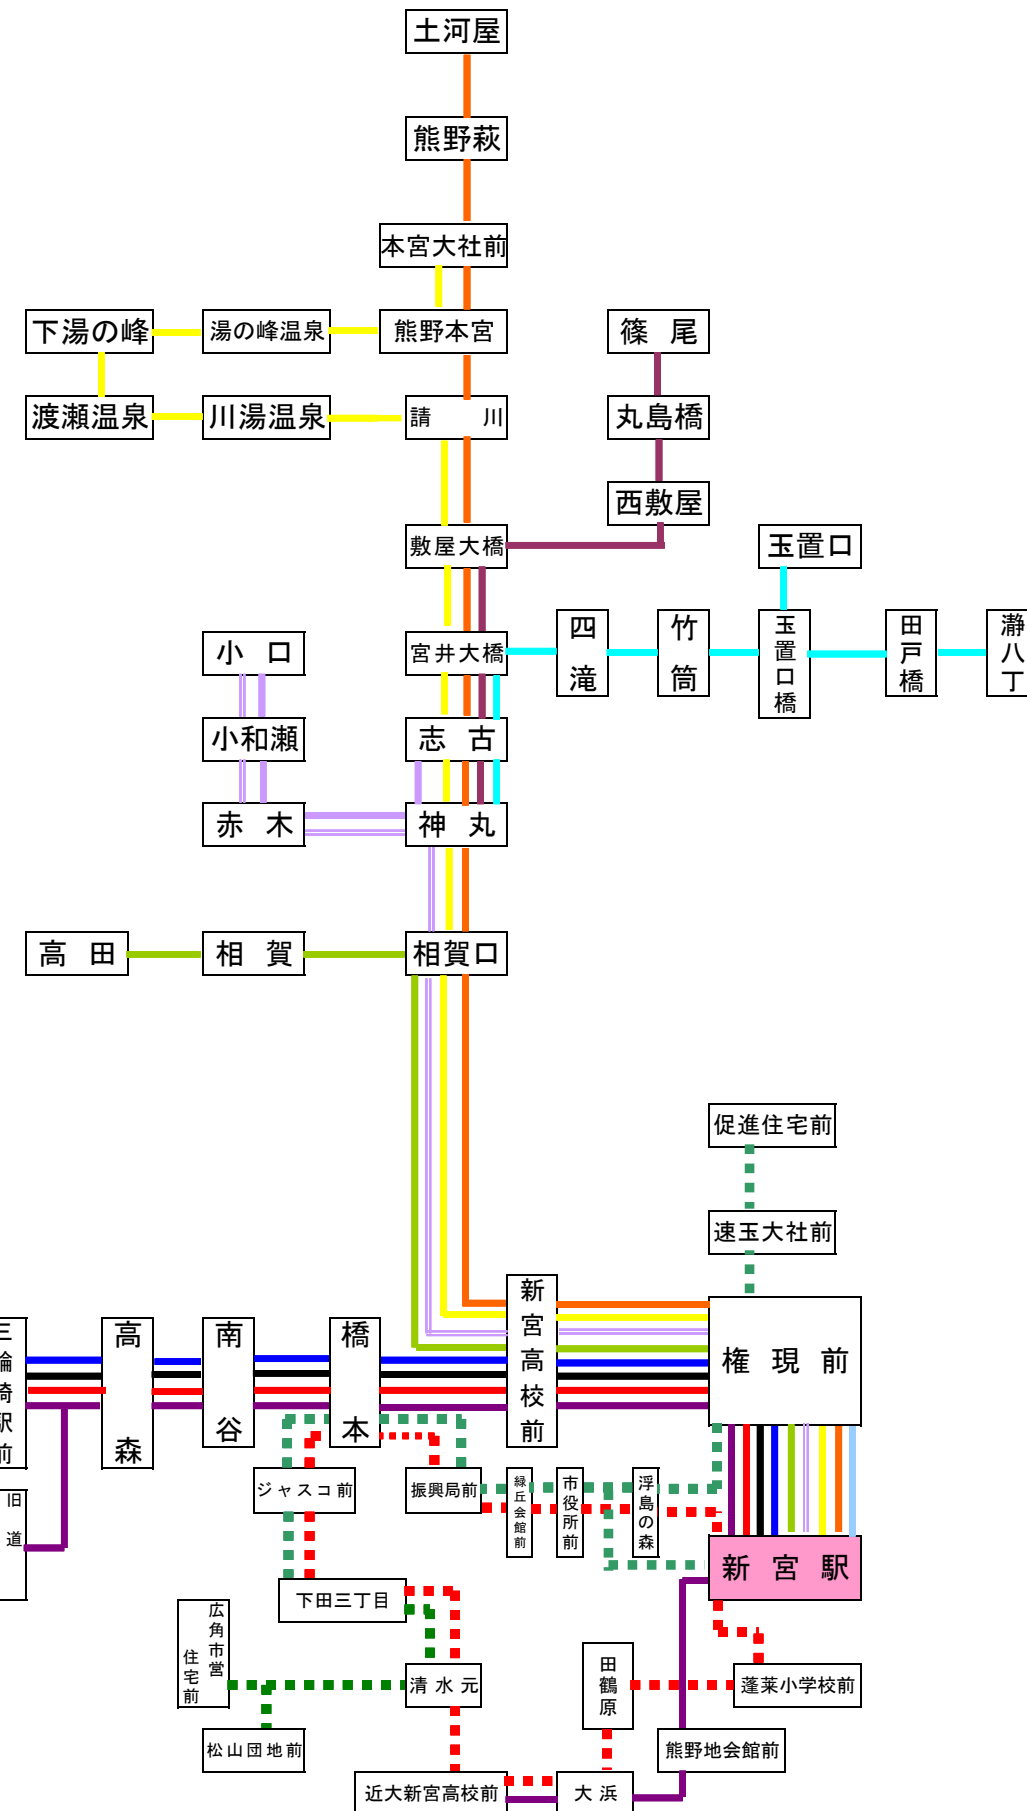 土河屋
熊野萩
本宮大社前
下湯の峰
湯の峰温泉
熊野本宮
篠 尾
渡瀬温泉
川湯温泉
請 川
丸島橋
西敷屋
敷屋大橋
玉置口
小 口
宮井大橋
四滝
竹筒
玉置口橋
田戸橋
瀞八丁
小和瀬
志 古
赤 木
神 丸
高 田
相 賀
相賀口
促進住宅前
速玉大社前
三輪崎駅前
高森
南谷
橋本
新宮高校前
権 現 前
旧道
ジャスコ前
振興局前
緑丘会館前
市役所前
浮島の森
新 宮 駅
下田三丁目
広角市営
住宅前
清水元
田鶴原
蓬莱小学校前
松山団地前
熊野地会館前
近大新宮高校前
大 浜